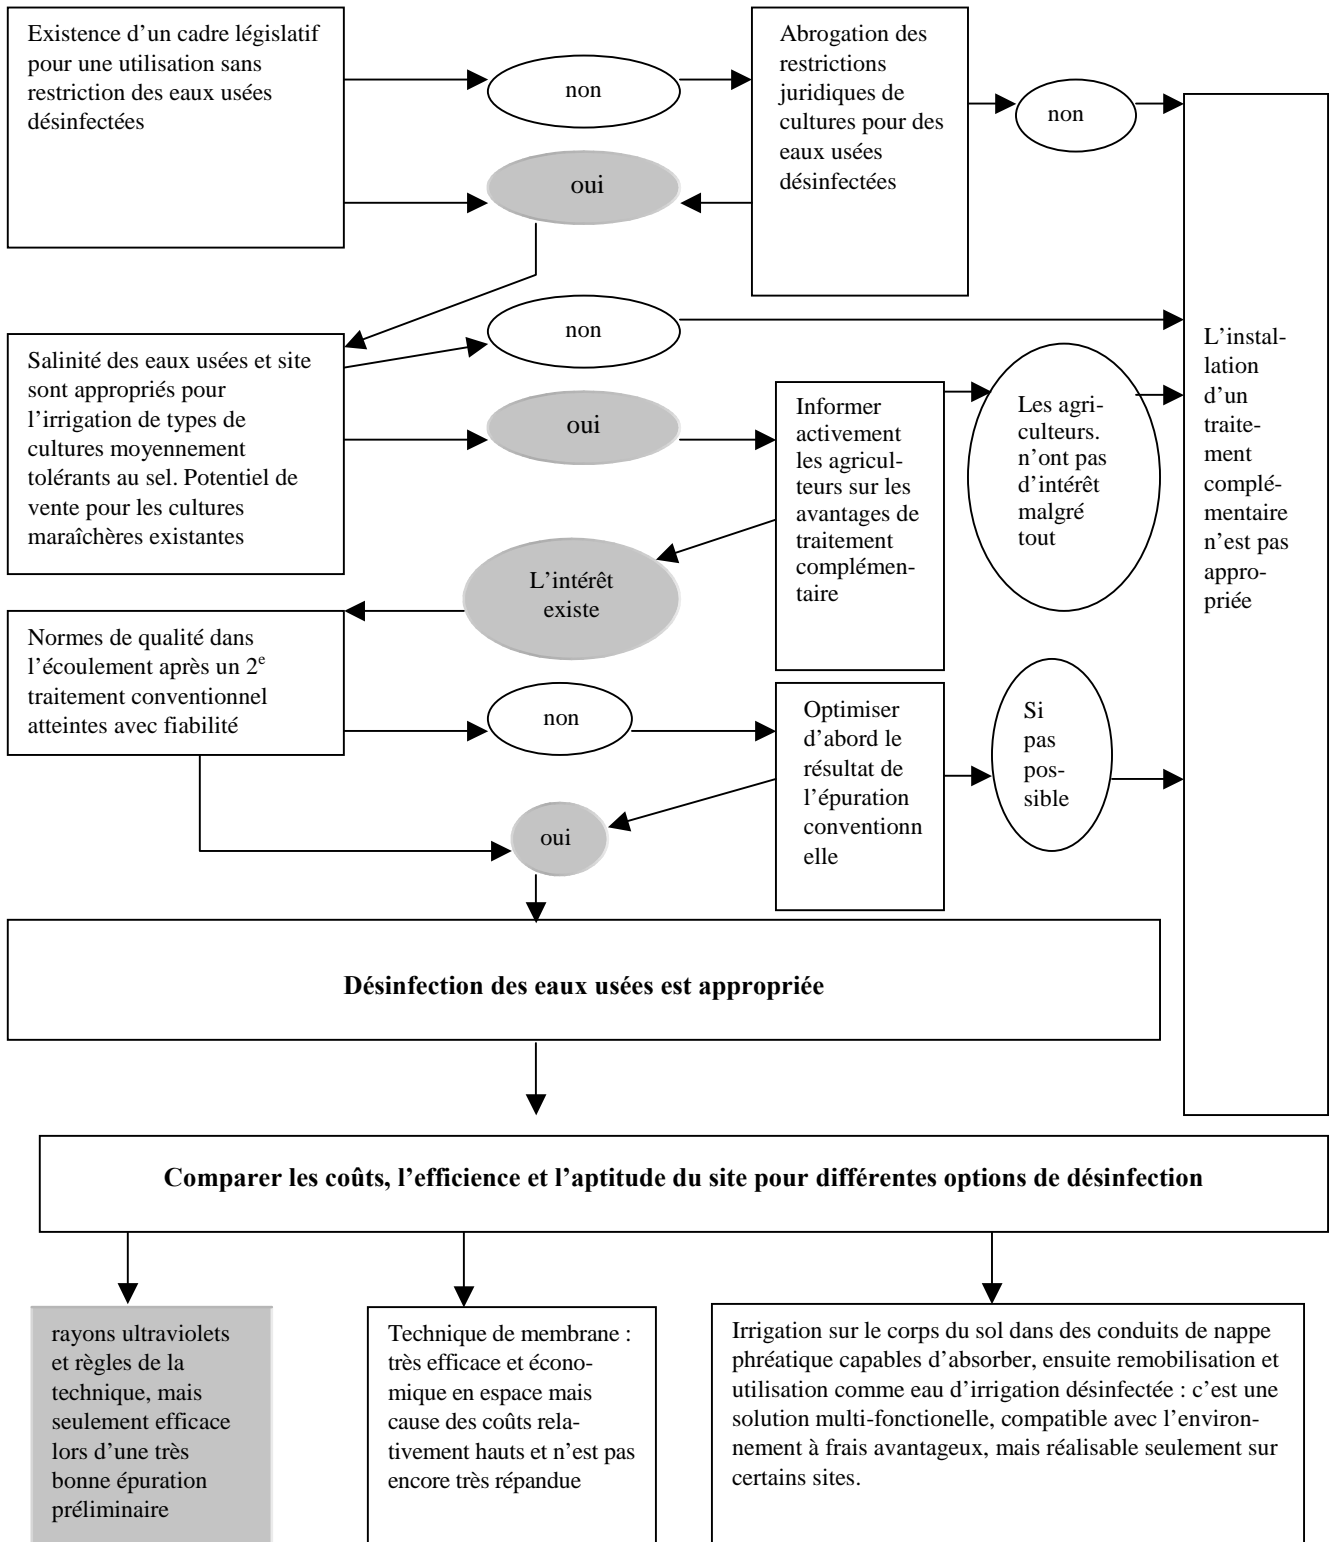 Existence d’un cadre législatif
pour une utilisation sans
restriction des eaux usées
désinfectées
non
oui
Abrogation des
restrictions
juridiques de
cultures pour des
eaux usées
désinfectées
non
L’instal-
lation
d’un
traite-
ment
complé-
mentaire
n’est pas
appro-
priée
Salinité des eaux usées et site
sont appropriés pour
l’irrigation de types de
cultures moyennement
tolérants au sel. Potentiel de
vente pour les cultures
maraîchères existantes
non
oui
Informer
activement
les agricul-
teurs sur les
avantages de
traitement
complémen-
taire
Les agri-
culteurs.
n’ont pas
d’intérêt
malgré
tout
L’intérêt
existe
Normes de qualité dans
l’écoulement après un 2e
traitement conventionnel
atteintes avec fiabilité
non
oui
Optimiser
d’abord le
résultat de
l’épuration
conventionn
elle
Si
pas
pos-
sible
Désinfection des eaux usées est appropriée
Comparer les coûts, l’efficience et l’aptitude du site pour différentes options de désinfection
rayons ultraviolets
et règles de la
technique, mais
seulement efficace
lors d’une très
bonne épuration
préliminaire
Technique de membrane :
très efficace et écono-
mique en espace mais
cause des coûts rela-
tivement hauts et n’est pas
encore très répandue
Irrigation sur le corps du sol dans des conduits de nappe
phréatique capables d’absorber, ensuite remobilisation et
utilisation comme eau d’irrigation désinfectée : c’est une
solution multi-fonctionelle, compatible avec l’environ-
nement à frais avantageux, mais réalisable seulement sur
certains sites.